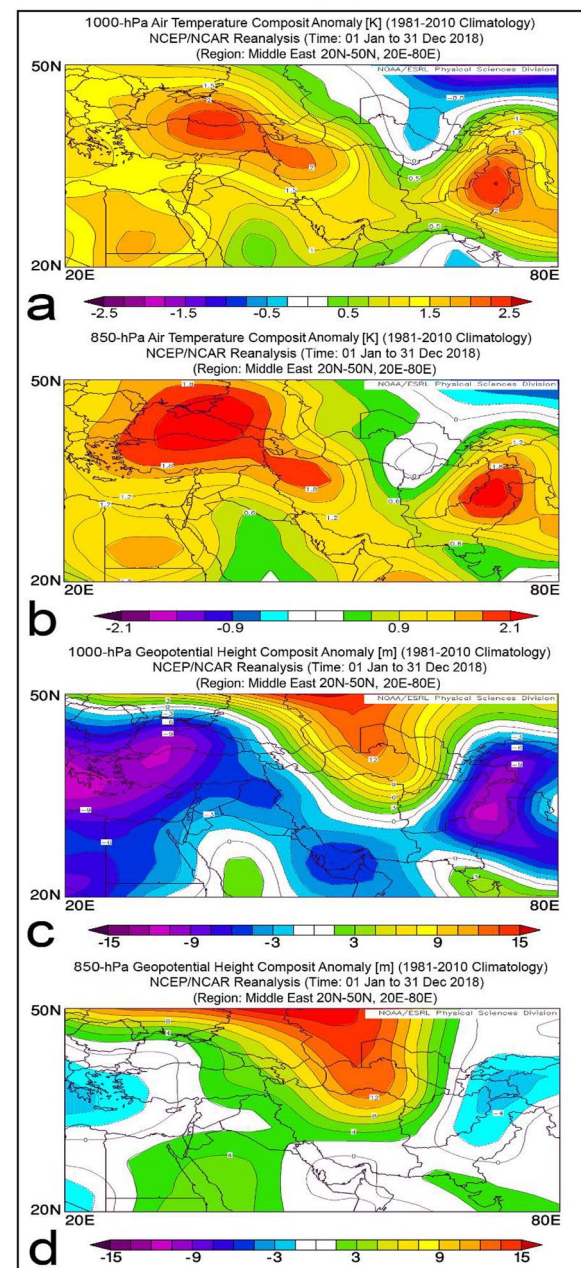 1000-hPa Air Temperature Composit Anomaly [K] (1981-2010 Climatology)
NCEP/NCAR Reanalysis (Time: 01 Jan to 31 Dec 2018)
(Region: Middle East 20N-50N, 20E-80E)
50N
NOAA/ESRL Physical Sciences Division
20N
20E
80E
a
-2.5 -1.5 -0.5 0.5 1.5 2.5
850-hPa Air Temperature Composit Anomaly [K] (1981-2010 Climatology)
NCEP/NCAR Reanalysis (Time: 01 Jan to 31 Dec 2018)
(Region: Middle East 20N-50N, 20E-80E)
50N
NOAA/ESRL Physical Sciences Division
20N
20E
80E
b
-2.1 -0.9 0.9 2.1
1000-hPa Geopotential Height Composit Anomaly [m] (1981-2010 Climatology)
NCEP/NCAR Reanalysis (Time: 01 Jan to 31 Dec 2018)
(Region: Middle East 20N-50N, 20E-80E)
50N
NOAA/ESRL Physical Sciences Division
20N
20E
80E
c
-15 -9 -3 3 9 15
850-hPa Geopotential Height Composit Anomaly [m] (1981-2010 Climatology)
NCEP/NCAR Reanalysis (Time: 01 Jan to 31 Dec 2018)
(Region: Middle East 20N-50N, 20E-80E)
50N
NOAA/ESRL Physical Sciences Division
20N
20E
80E
d
-15 -9 -3 3 9 15